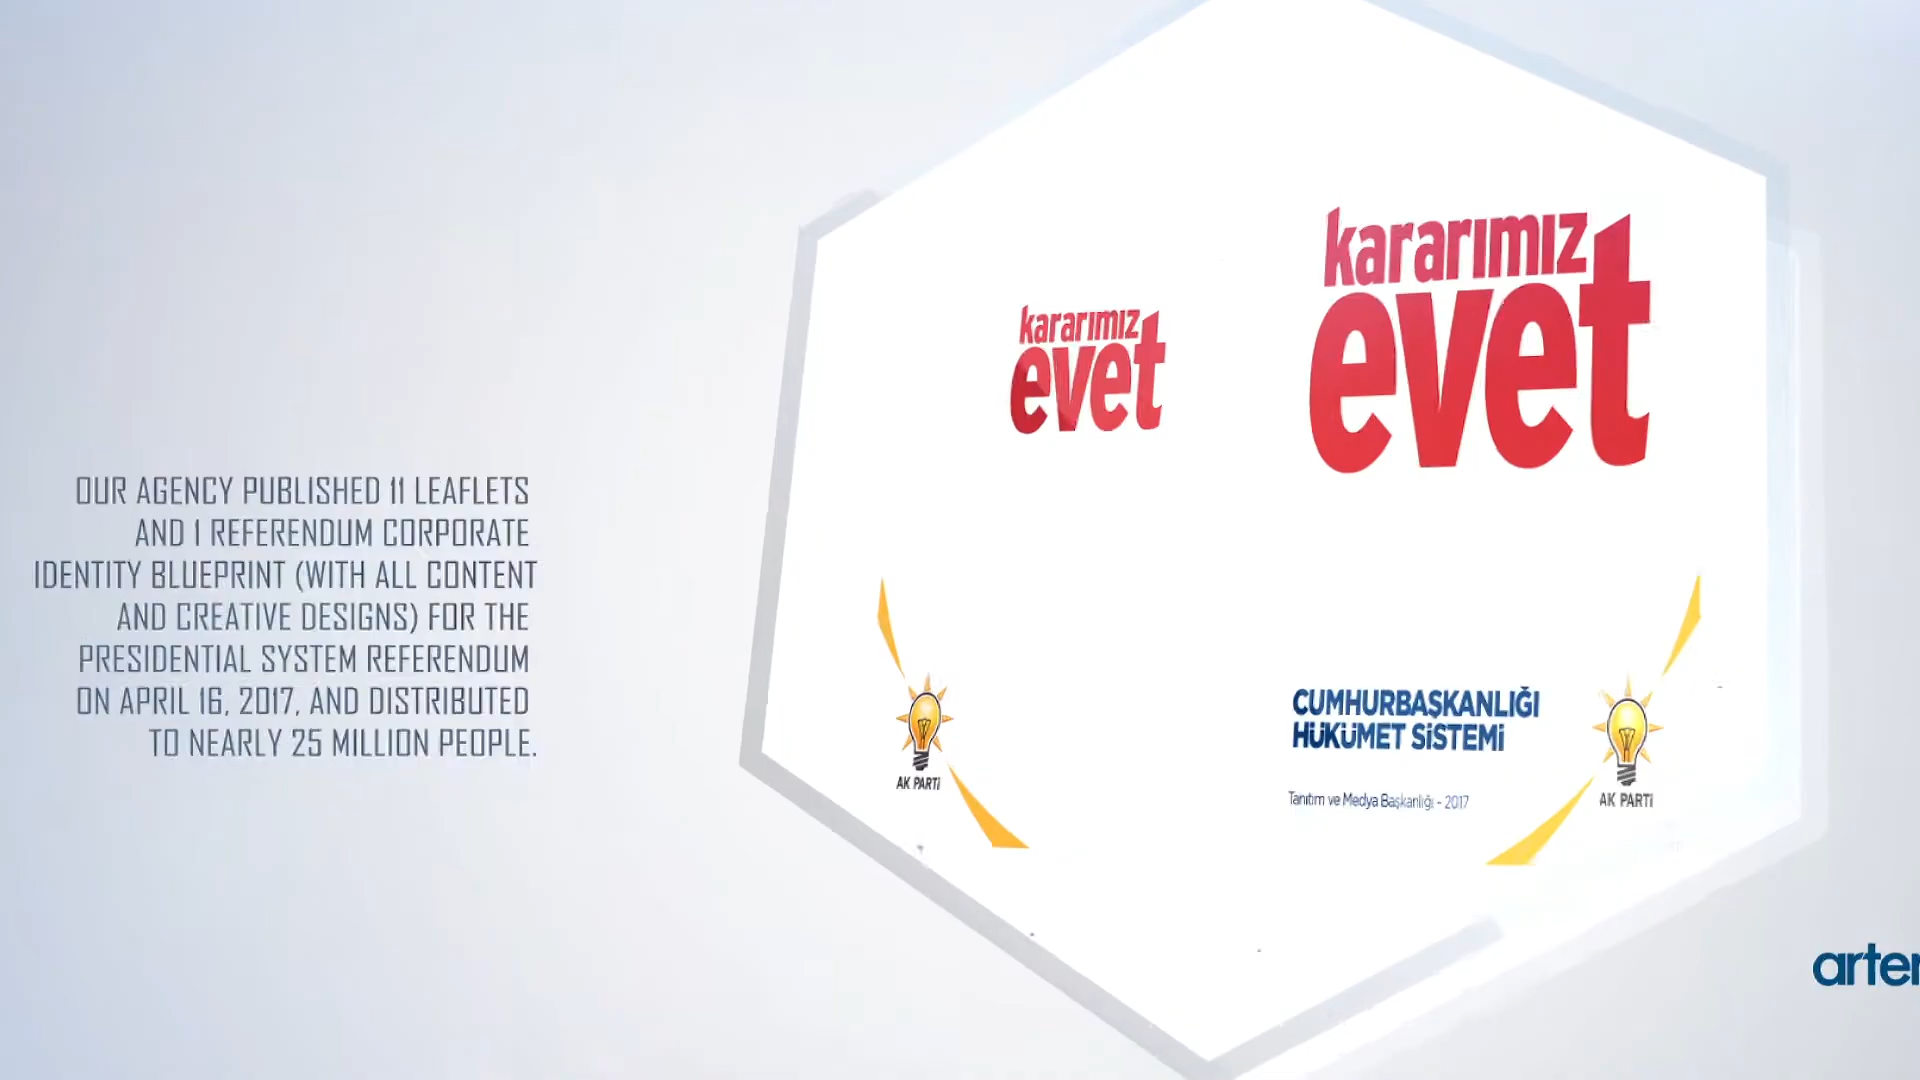 OUR AGENCY PUBLISHED 11 LEAFLETS
AND 1 REFERENDUM CORPORATE
IDENTITY BLUEPRINT (WITH ALL CONTENT
AND CREATIVE DESIGNS) FOR THE
PRESIDENTIAL SYSTEM REFERENDUM
ON APRIL 16, 2017, AND DISTRIBUTED
TO NEARLY 25 MILLION PEOPLE.
kararımız
evet
AK PARTİ
kararımız
evet
CUMHURBAŞKANLIĞI
HÜKÜMET SİSTEMİ
Tanıtım ve Medya Başkanlığı - 2017
AK PARTİ